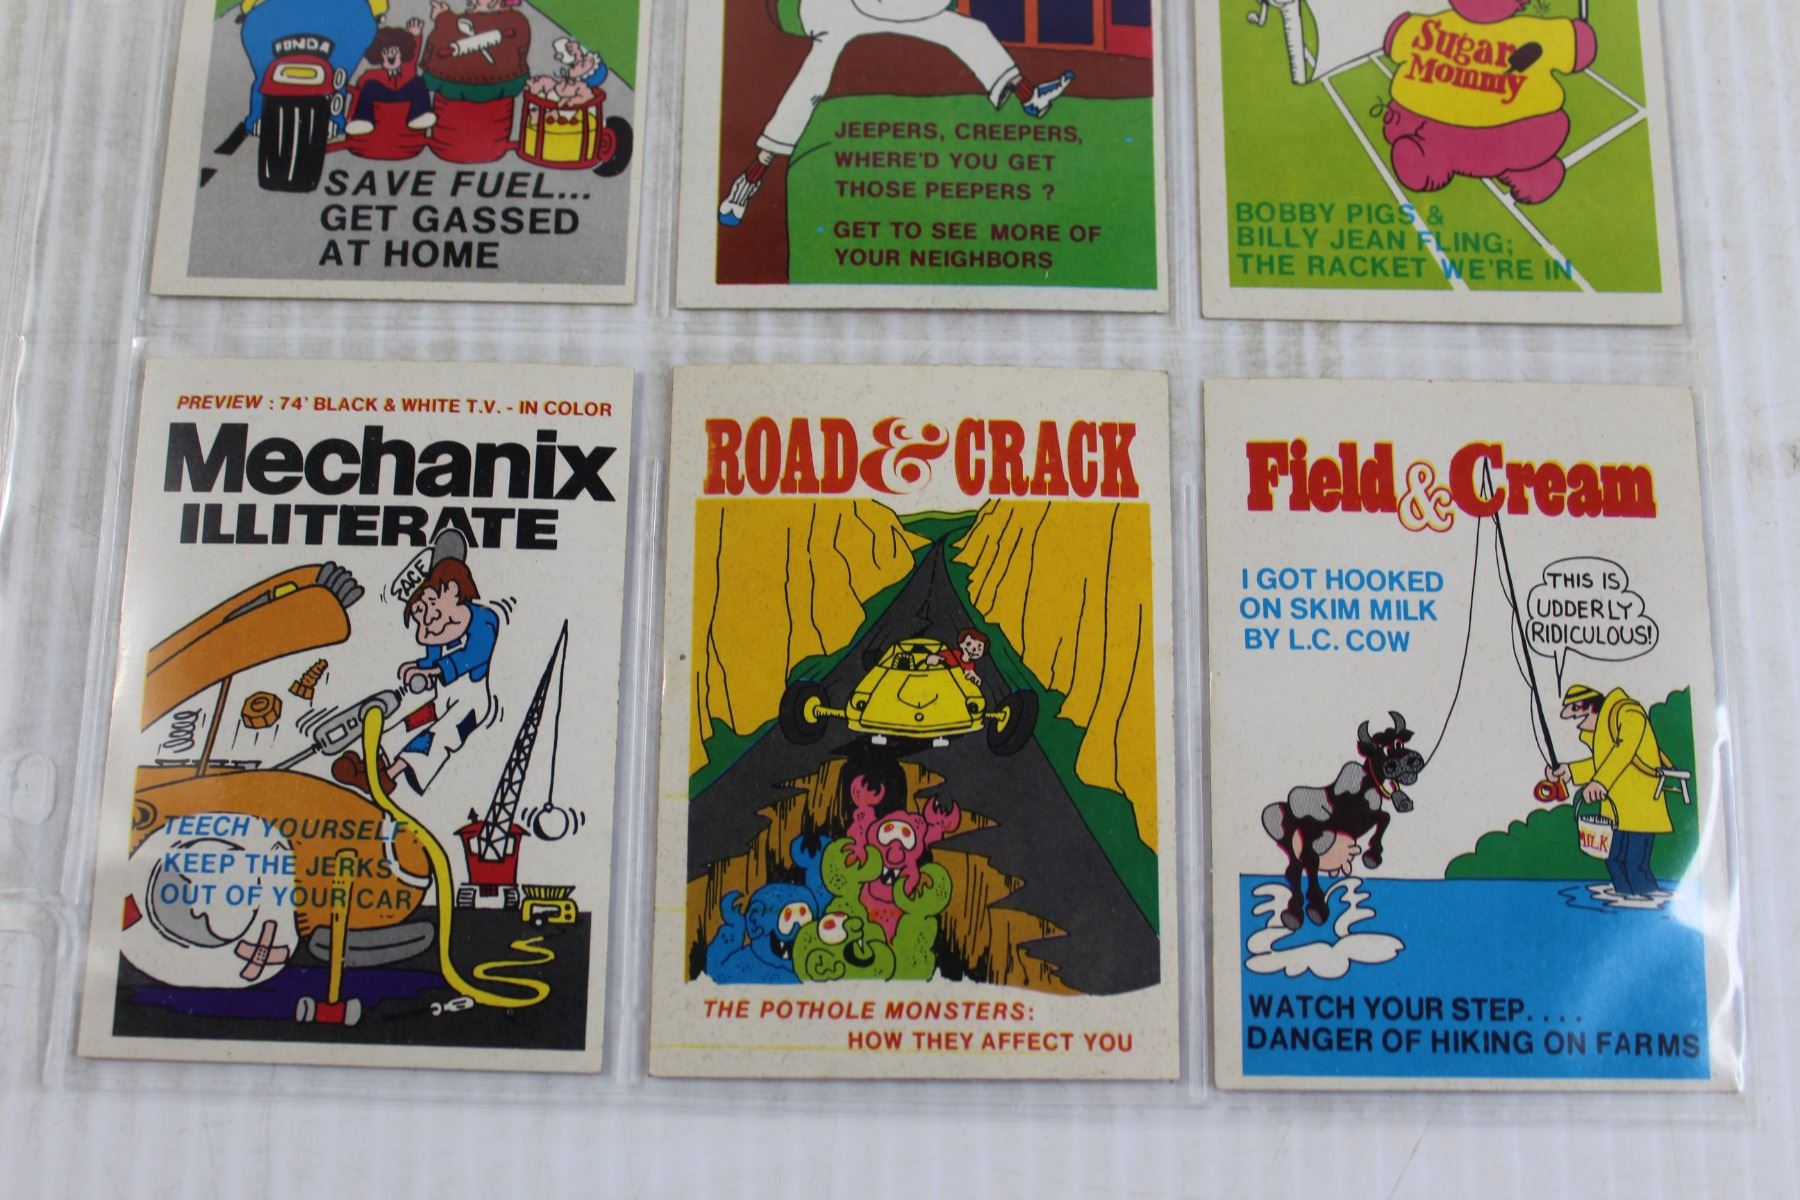 FONDA
SAVE FUEL...
GET GASSED
AT HOME
JEEPERS, CREEPERS,
WHERE'D YOU GET
THOSE PEEPERS ?
GET TO SEE MORE OF
YOUR NEIGHBORS
Sugar
Mommy
BOBBY PIGS &
BILLY JEAN FLING;
THE RACKET WE'RE IN
PREVIEW : 74' BLACK & WHITE T.V. - IN COLOR
Mechanix
ILLITERATE
ACE
TEECH YOURSELF:
KEEP THE JERKS
OUT OF YOUR CAR
ROAD & CRACK
THE POTHOLE MONSTERS:
HOW THEY AFFECT YOU
Field & Cream
I GOT HOOKED
ON SKIM MILK
BY L.C. COW
THIS IS
UDDERLY
RIDICULOUS!
MILK
WATCH YOUR STEP....
DANGER OF HIKING ON FARMS